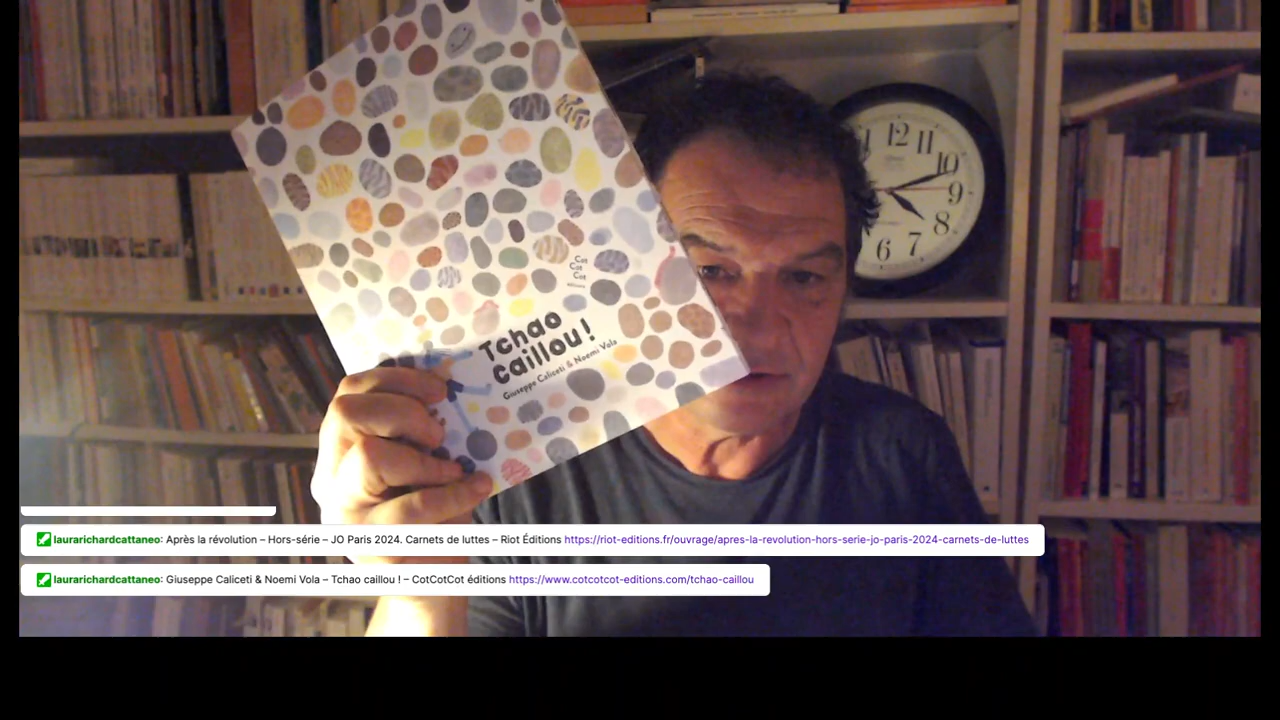 12
11
10
9
8
7
6
Cot
Cot
Cot
Tchao
caillou !
Giuseppe Caliceti & Noemi Vola
laurarichardcattaneo: Après la révolution – Hors-série – JO Paris 2024. Carnets de luttes – Riot Éditions https://riot-editions.fr/ouvrage/apres-la-revolution-hors-serie-jo-paris-2024-carnets-de-luttes
laurarichardcattaneo: Giuseppe Caliceti & Noemi Vola – Tchao caillou ! – CotCotCot éditions https://www.cotcotcot-editions.com/tchao-caillou